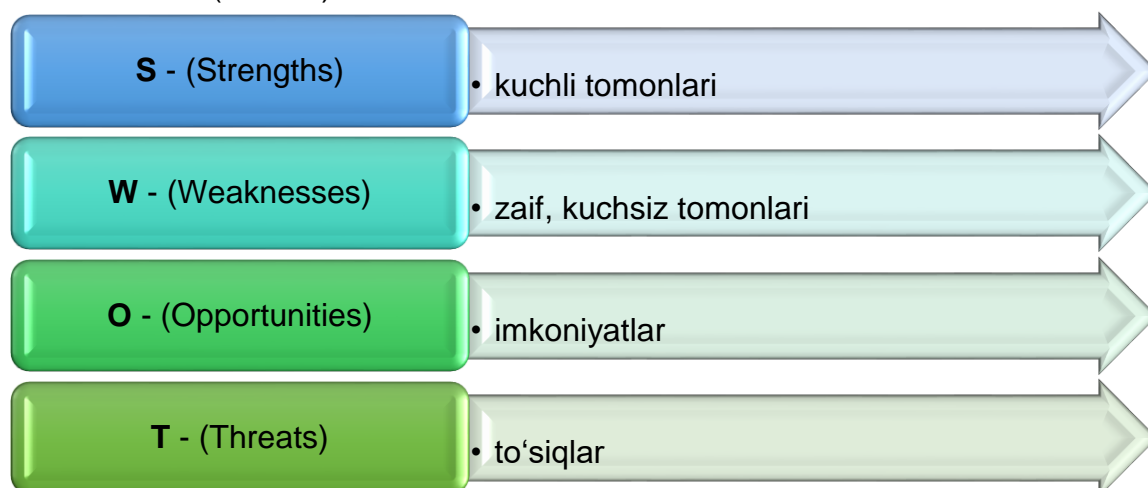 S - (Strengths)
• kuchli tomonlari
W - (Weaknesses)
• zaif, kuchsiz tomonlari
O - (Opportunities)
• imkoniyatlar
T - (Threats)
• to‘siqlar